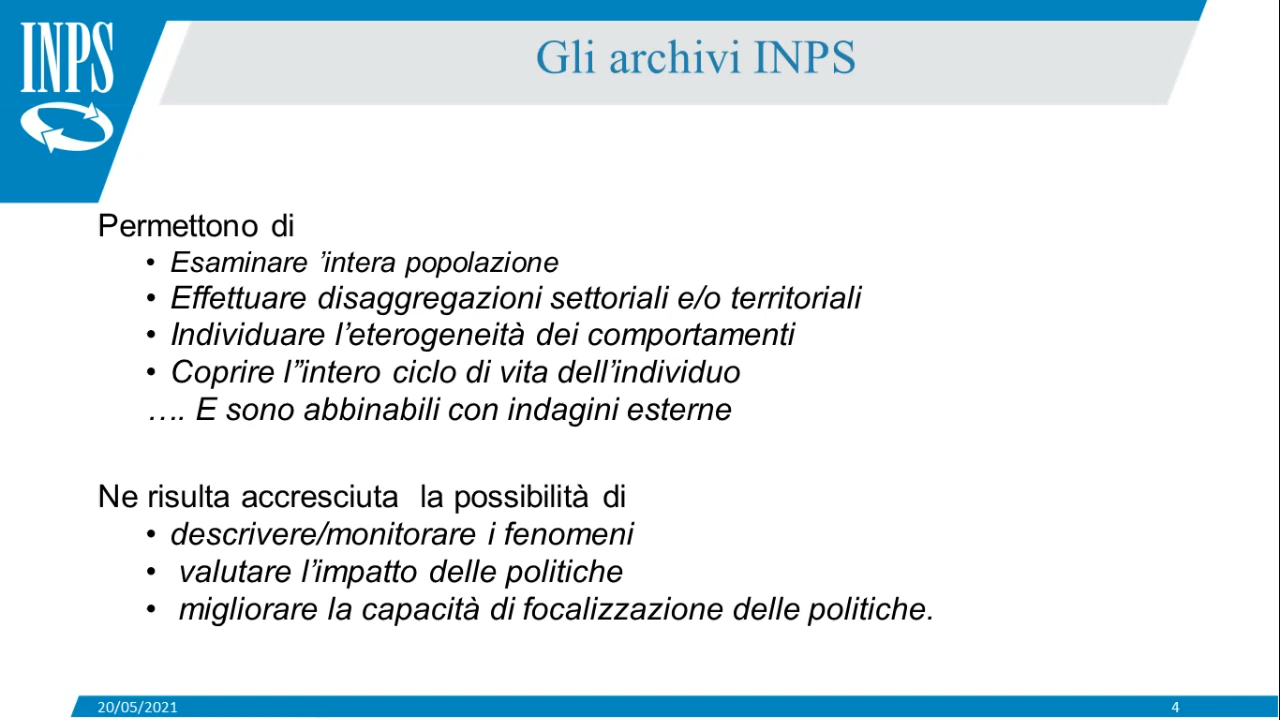 INPS
Gli archivi INPS
Permettono di
• Esaminare ’intera popolazione
• Effettuare disaggregazioni settoriali e/o territoriali
• Individuare l’eterogeneità dei comportamenti
• Coprire l”intero ciclo di vita dell’individuo
…. E sono abbinabili con indagini esterne
Ne risulta accresciuta la possibilità di
• descrivere/monitorare i fenomeni
• valutare l’impatto delle politiche
• migliorare la capacità di focalizzazione delle politiche.
20/05/2021
4